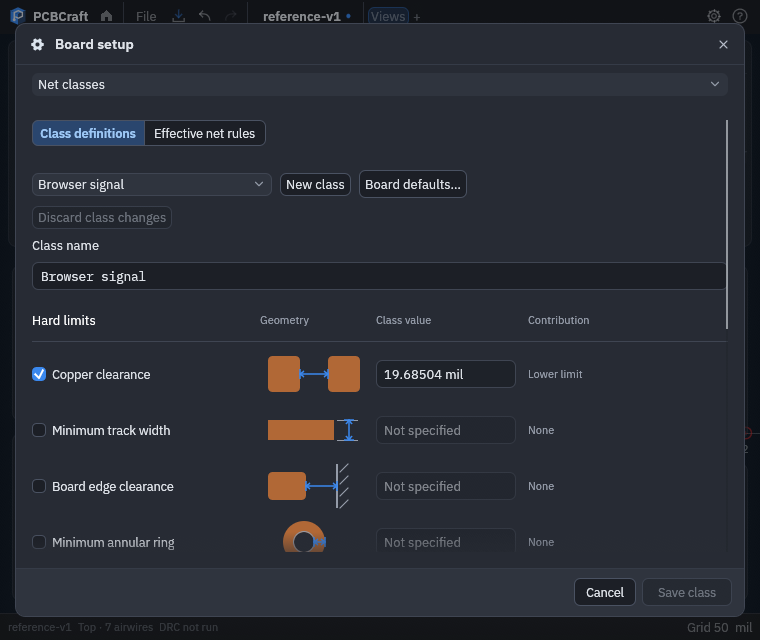 PCBCraft File reference-v1 • Views +
Board setup
Net classes
Class definitions Effective net rules
Browser signal New class Board defaults...
Discard class changes
Class name
Browser signal
Hard limits Geometry Class value Contribution
Copper clearance 19.68504 mil Lower limit
Minimum track width Not specified None
Board edge clearance Not specified None
Minimum annular ring Not specified None
Cancel Save class
reference-v1 Top · 7 airwires DRC not run Grid 50 mil